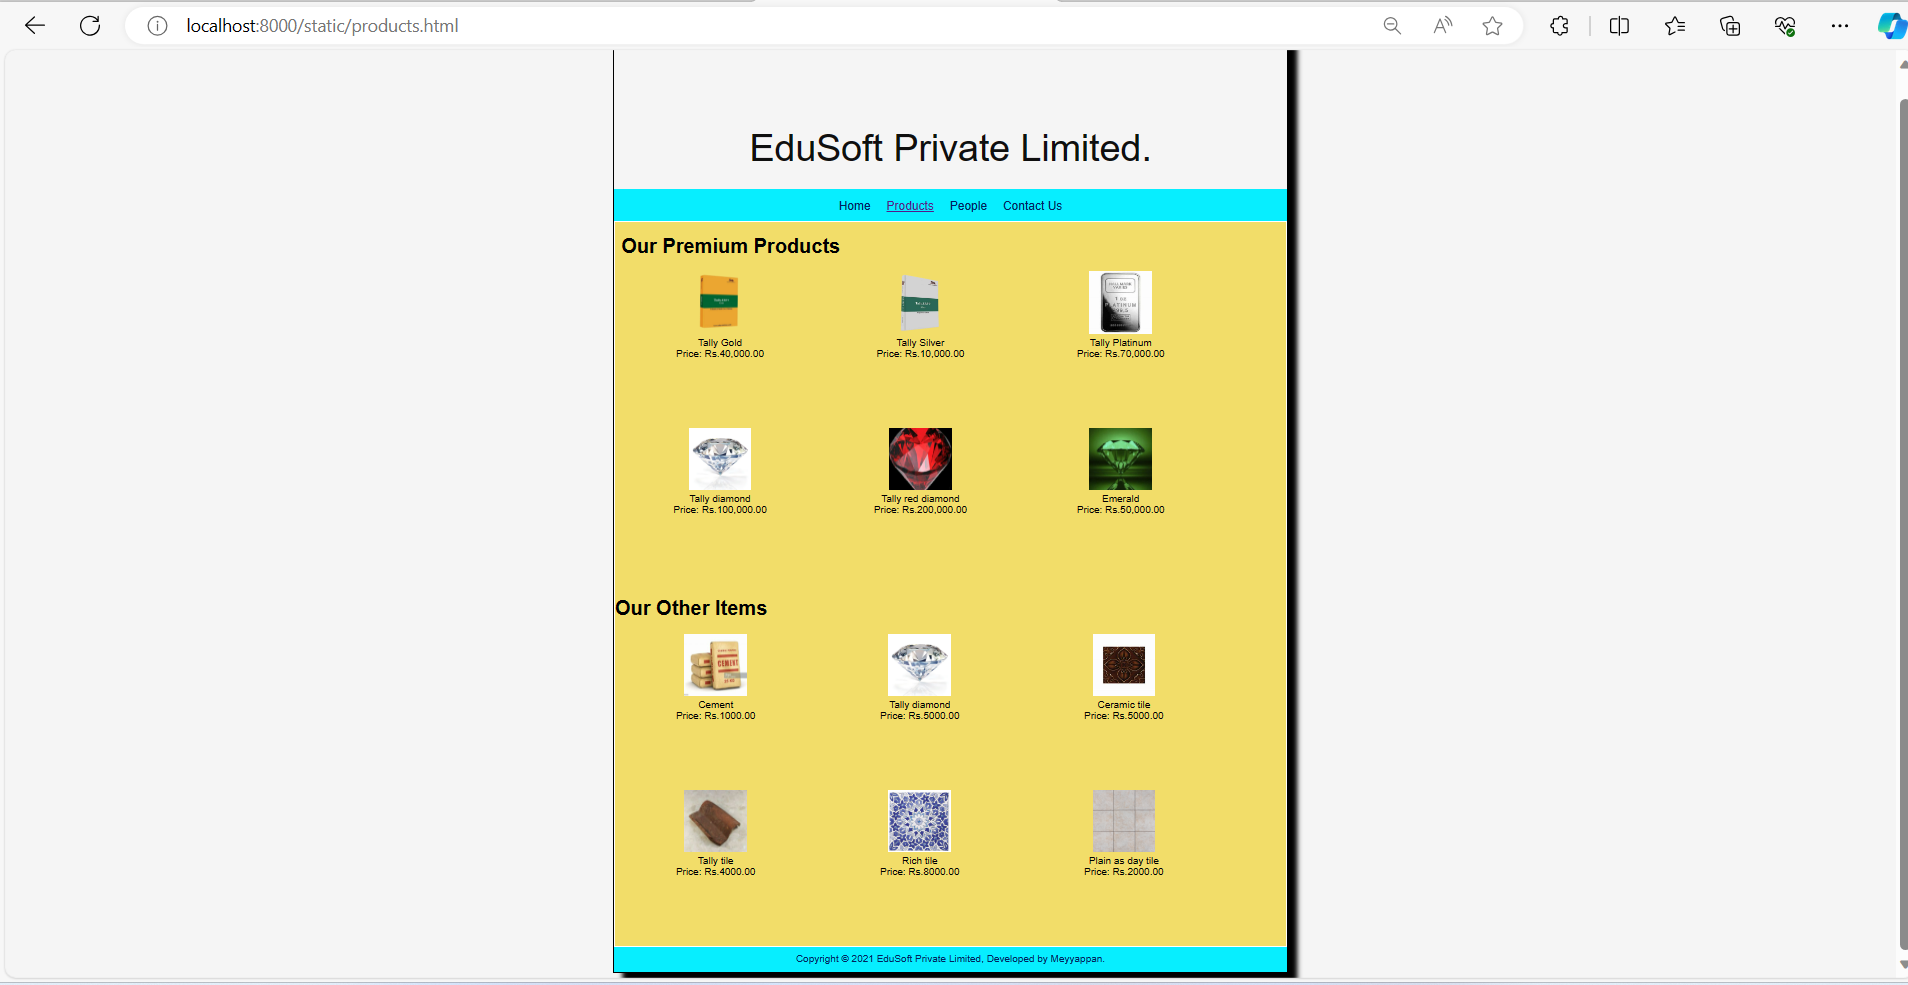 localhost:8000/static/products.html
EduSoft Private Limited.
Home Products People Contact Us
Our Premium Products
Tally Gold
Price: Rs.40,000.00
Tally Silver
Price: Rs.10,000.00
Tally Platinum
Price: Rs.70,000.00
Tally diamond
Price: Rs.100,000.00
Tally red diamond
Price: Rs.200,000.00
Emerald
Price: Rs.50,000.00
Our Other Items
CEMENT
Cement
Price: Rs.1000.00
Tally diamond
Price: Rs.5000.00
Ceramic tile
Price: Rs.5000.00
Tally tile
Price: Rs.4000.00
Rich tile
Price: Rs.8000.00
Plain as day tile
Price: Rs.2000.00
Copyright © 2021 EduSoft Private Limited, Developed by Meyyappan.